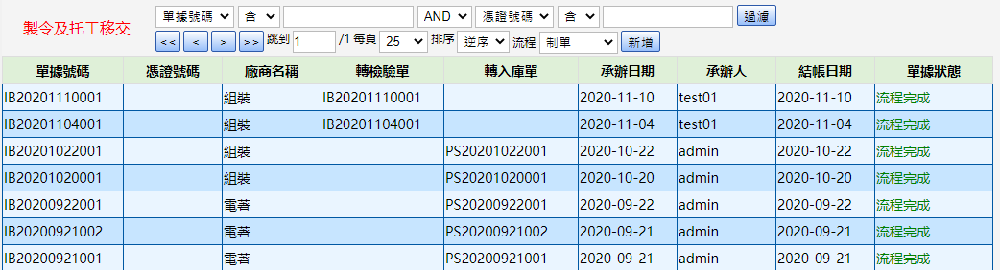 製令及托工移交
單據號碼 含 AND 憑證號碼 含 過濾
<< < > >> 跳到 1 /1 每頁 25 排序 逆序 流程 制單 新增
單據號碼 憑證號碼 廠商名稱 轉檢驗單 轉入庫單 承辦日期 承辦人 結帳日期 單據狀態
IB20201110001 組裝 IB20201110001 2020-11-10 test01 2020-11-10 流程完成
IB20201104001 組裝 IB20201104001 2020-11-04 test01 2020-11-04 流程完成
IB20201022001 組裝 PS20201022001 2020-10-22 admin 2020-10-22 流程完成
IB20201020001 組裝 PS20201020001 2020-10-20 admin 2020-10-20 流程完成
IB20200922001 電著 PS20200922001 2020-09-22 admin 2020-09-22 流程完成
IB20200921002 電著 PS20200921002 2020-09-21 admin 2020-09-21 流程完成
IB20200921001 電著 PS20200921001 2020-09-21 admin 2020-09-21 流程完成